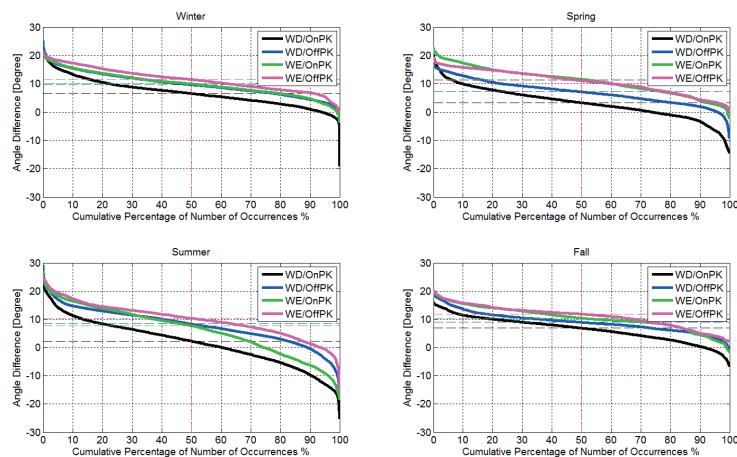 Winter
Angle Difference [Degree]
30
20
10
0
-10
-20
-30
0 10 20 30 40 50 60 70 80 90 100
Cumulative Percentage of Number of Occurrences %
WD/OnPK
WD/OffPK
WE/OnPK
WE/OffPK
Spring
Angle Difference [Degree]
30
20
10
0
-10
-20
-30
0 10 20 30 40 50 60 70 80 90 100
Cumulative Percentage of Number of Occurrences %
WD/OnPK
WD/OffPK
WE/OnPK
WE/OffPK
Summer
Angle Difference [Degree]
30
20
10
0
-10
-20
-30
0 10 20 30 40 50 60 70 80 90 100
Cumulative Percentage of Number of Occurrences %
WD/OnPK
WD/OffPK
WE/OnPK
WE/OffPK
Fall
Angle Difference [Degree]
30
20
10
0
-10
-20
-30
0 10 20 30 40 50 60 70 80 90 100
Cumulative Percentage of Number of Occurrences %
WD/OnPK
WD/OffPK
WE/OnPK
WE/OffPK